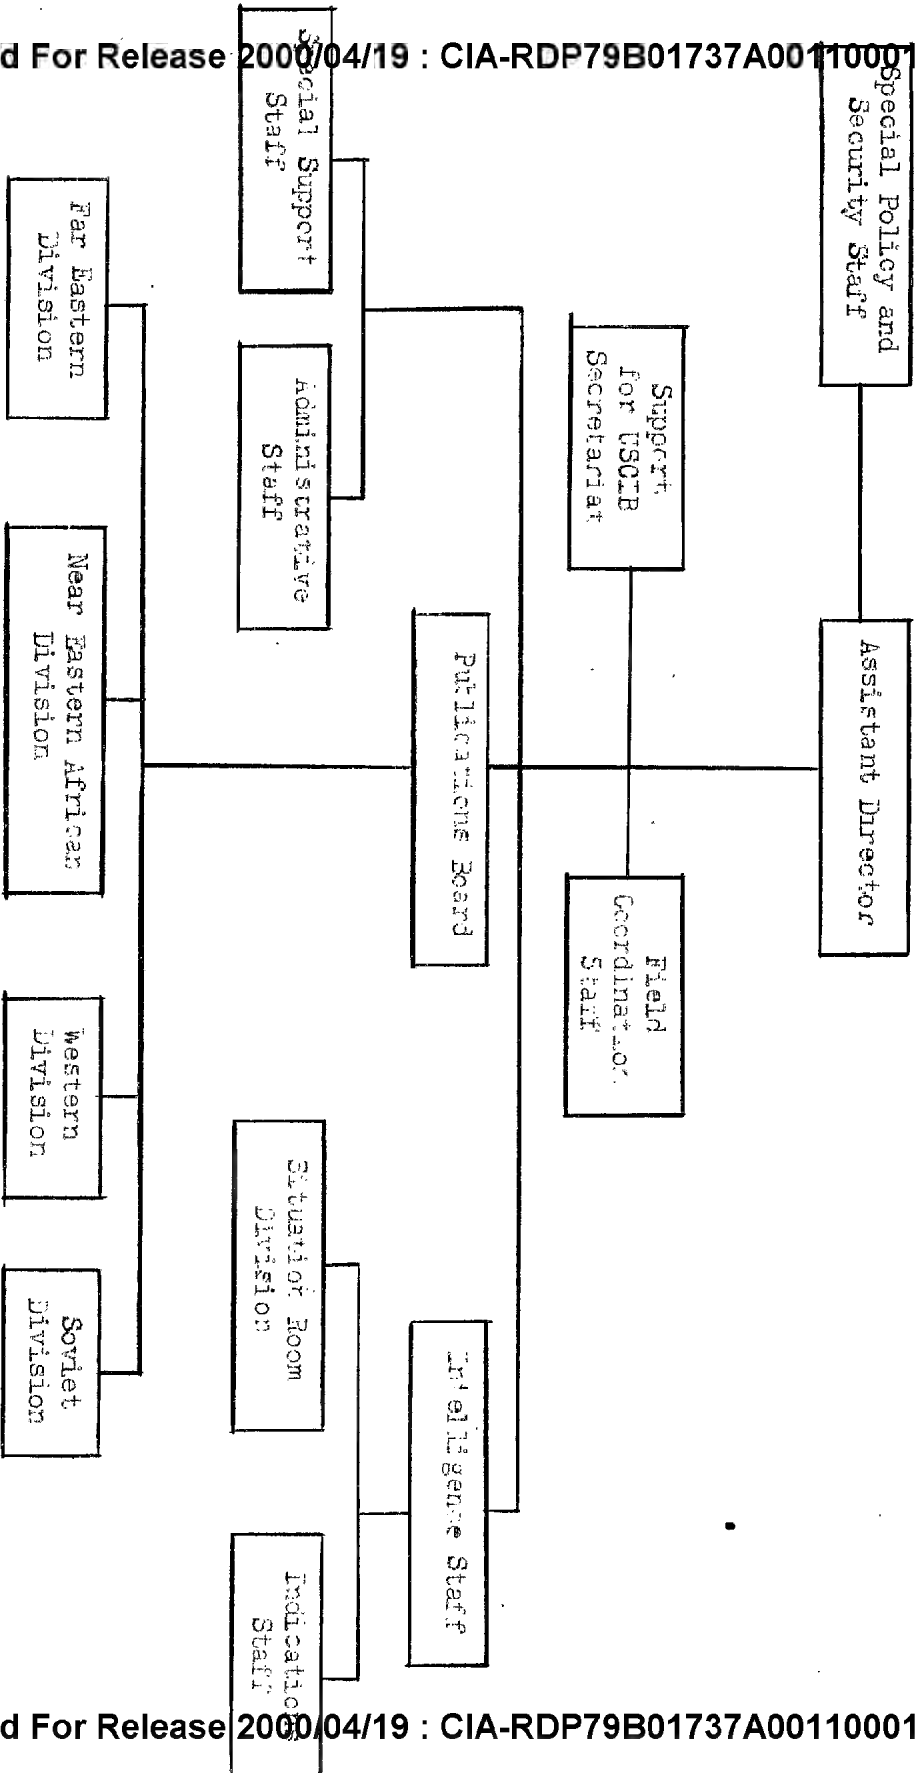 d For Release 2000/04/19 : CIA-RDP79B01737A00110001
Special Policy and
Security Staff
Assistant Director
Support
for USCIB
Secretariat
Field
Coordination
Staff
Publications Board
Intelligence Staff
Special Support
Staff
Administrative
Staff
Situation Room
Division
Indications
Staff
Far Eastern
Division
Near Eastern African
Division
Western
Division
Soviet
Division
d For Release 2000/04/19 : CIA-RDP79B01737A00110001